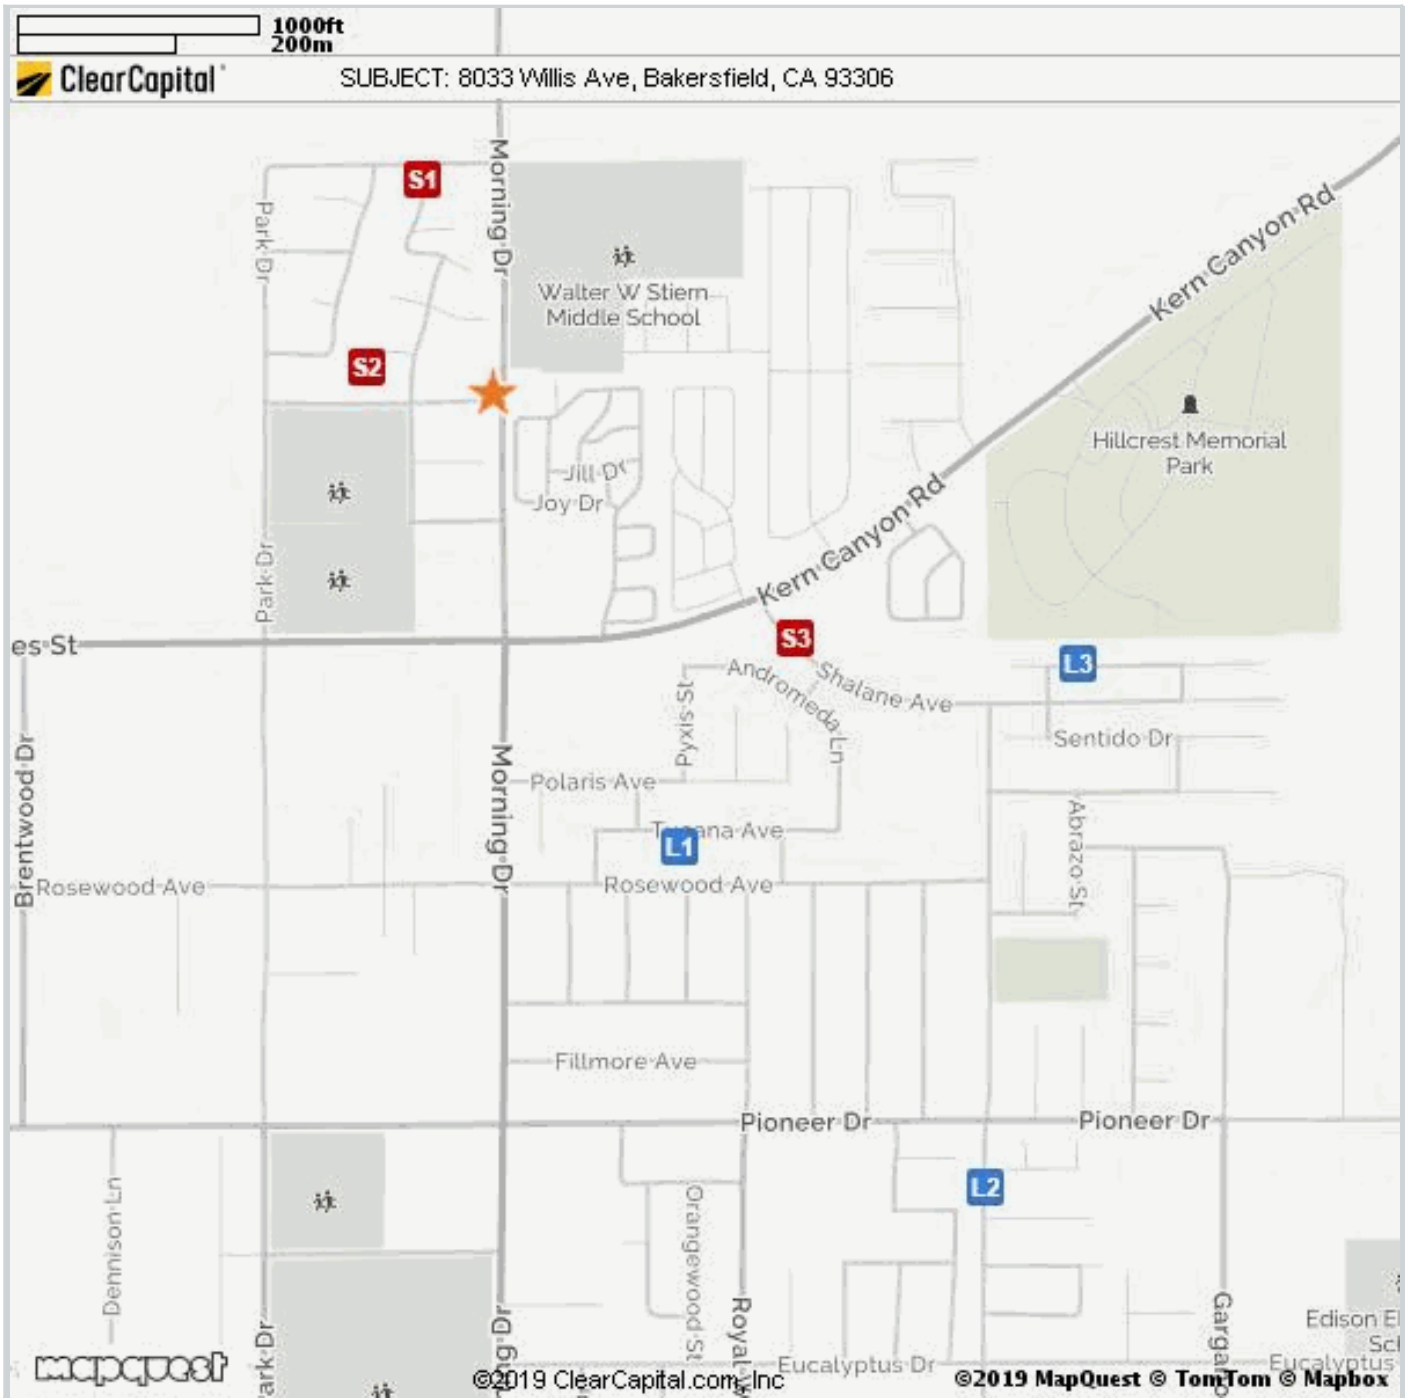 1000ft
200m
ClearCapital
SUBJECT: 8033 Willis Ave, Bakersfield, CA 93306
S1
Morning Dr
Park Dr
Kern Canyon Rd
Walter W Stiern
Middle School
S2
Hillcrest Memorial
Park
Jill Dr
Joy Dr
Kern Canyon Rd
Park Dr
es St
S3
L3
Andromeda Ln
Shalane Ave
Pyxis St
Sentido Dr
Brentwood Dr
Morning Dr
Polaris Ave
Abrazo St
Ave
L1
Rosewood Ave
Rosewood Ave
Fillmore Ave
Pioneer Dr
Pioneer Dr
L2
Dennison Ln
Orangewood St
Royal
Edison El
Sch
Park Dr
Eucalyptus Dr
Eucalyptus
mapquest
©2019 ClearCapital.com, Inc
©2019 MapQuest © TomTom © Mapbox